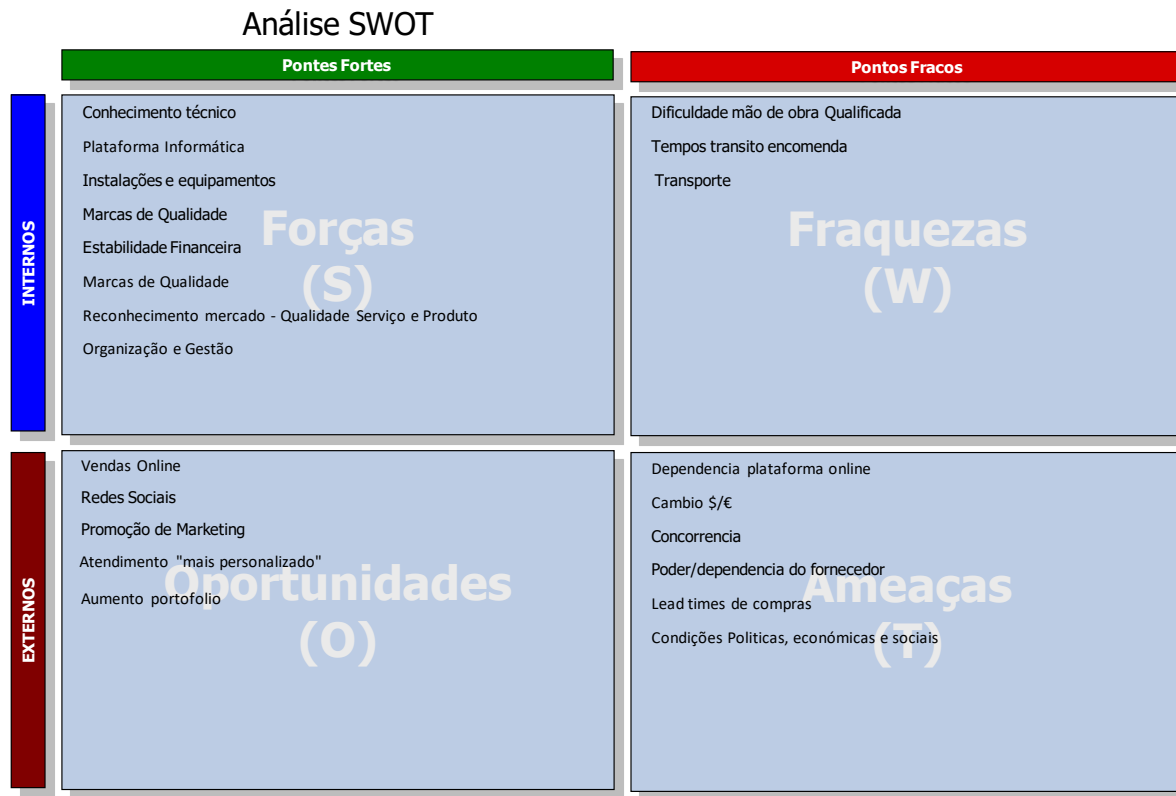 Análise SWOT
Pontes Fortes
Pontos Fracos
INTERNOS
Conhecimento técnico
Plataforma Informática
Instalações e equipamentos
Marcas de Qualidade
Estabilidade Financeira
Marcas de Qualidade
Reconhecimento mercado - Qualidade Serviço e Produto
Organização e Gestão
Forças
(S)
Dificuldade mão de obra Qualificada
Tempos transito encomenda
Transporte
Fraquezas
(W)
EXTERNOS
Vendas Online
Redes Sociais
Promoção de Marketing
Atendimento "mais personalizado"
Aumento portofolio
Oportunidades
(O)
Dependencia plataforma online
Cambio $/€
Concorrencia
Poder/dependencia do fornecedor
Lead times de compras
Condições Politicas, económicas e sociais
Ameaças
(T)